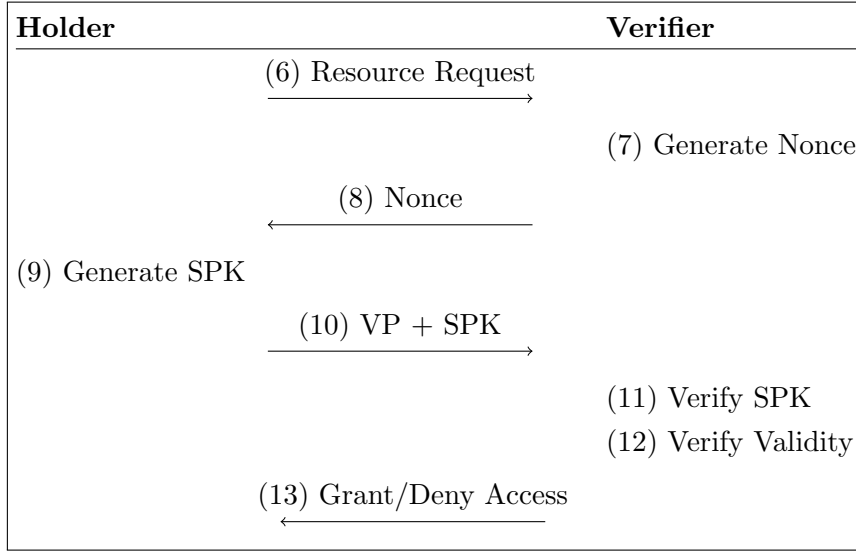 Holder Verifier
(6) Resource Request
(7) Generate Nonce
(8) Nonce
(9) Generate SPK
(10) VP + SPK
(11) Verify SPK
(12) Verify Validity
(13) Grant/Deny Access